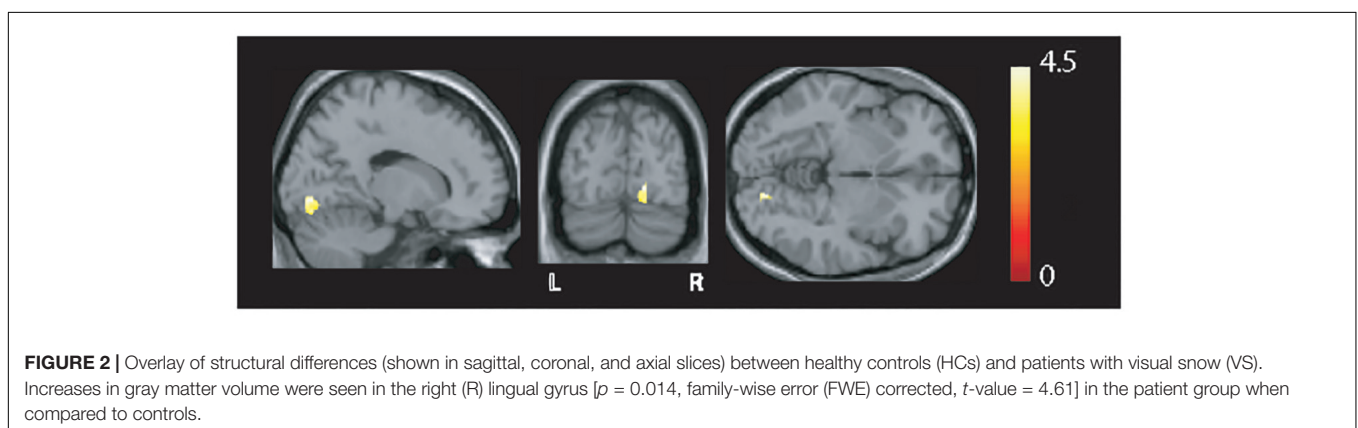 4.5
L R
0
FIGURE 2 | Overlay of structural differences (shown in sagittal, coronal, and axial slices) between healthy controls (HCs) and patients with visual snow (VS).
Increases in gray matter volume were seen in the right (R) lingual gyrus [p = 0.014, family-wise error (FWE) corrected, t-value = 4.61] in the patient group when
compared to controls.